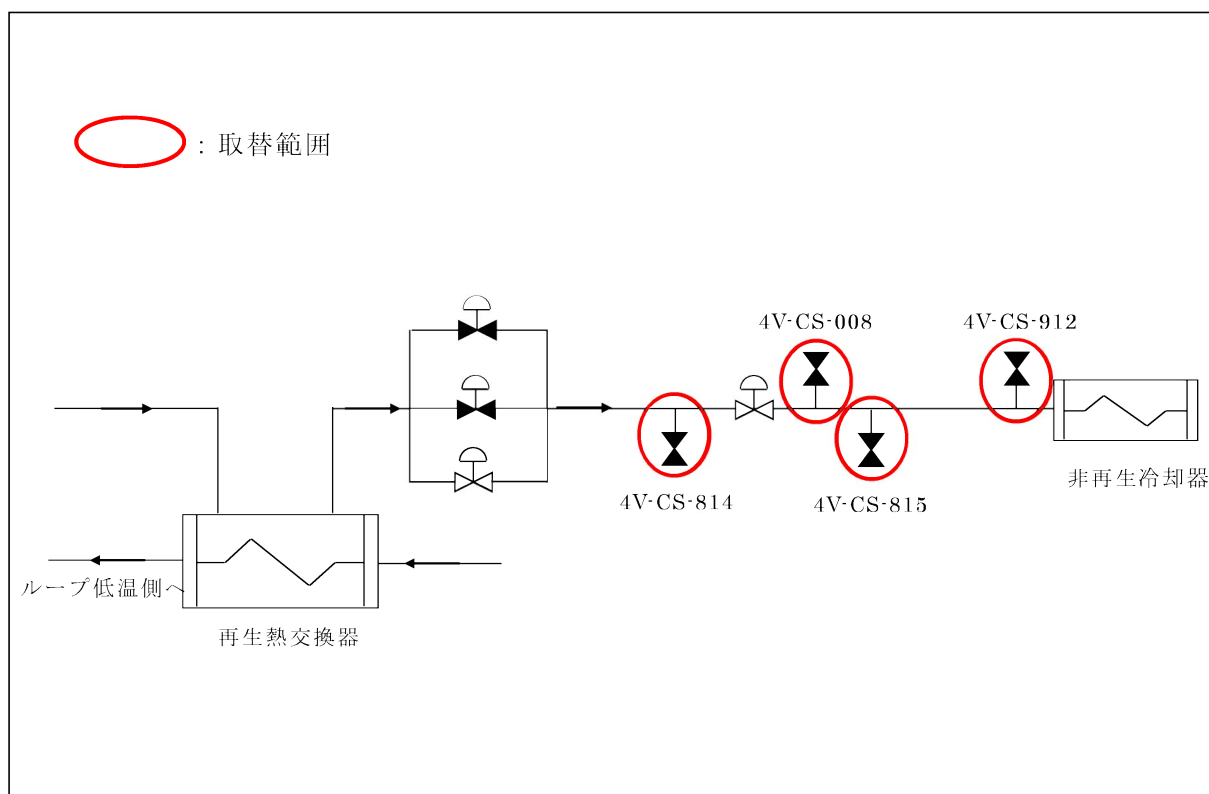 : 取替範囲
4V-CS-008
4V-CS-912
4V-CS-814
4V-CS-815
非再生冷却器
ループ低温側へ
再生熱交換器